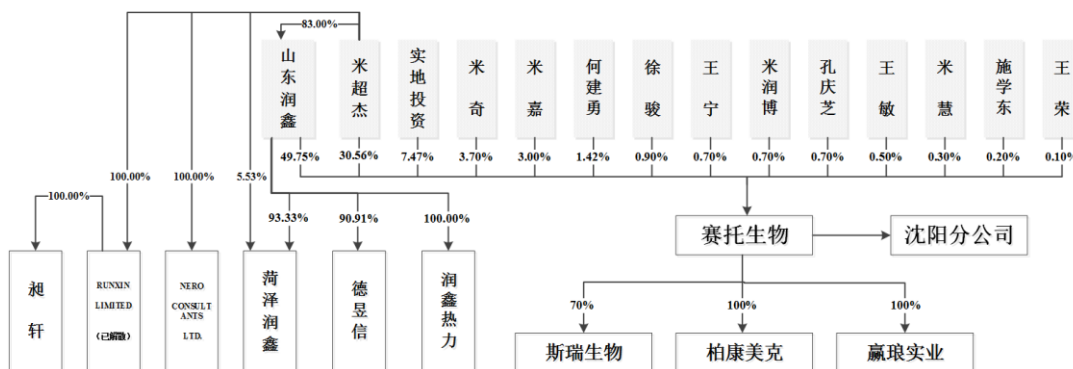 83.00%
山东润鑫
米超杰
实地投资
米奇
米嘉
何建勇
徐骏
王宁
米润博
孔庆芝
王敏
米慧
施学东
王荣
49.75%
30.56%
7.47%
3.70%
3.00%
1.42%
0.90%
0.70%
0.70%
0.70%
0.50%
0.30%
0.20%
0.10%
100.00%
100.00%
5.53%
100.00%
93.33%
90.91%
100.00%
赛托生物
沈阳分公司
昶轩
RUNXIN
LIMITED
(已解散)
NERO
CONSULT
ANTS
LTD.
菏泽润鑫
德昱信
润鑫热力
70%
100%
100%
斯瑞生物
柏康美克
赢琅实业